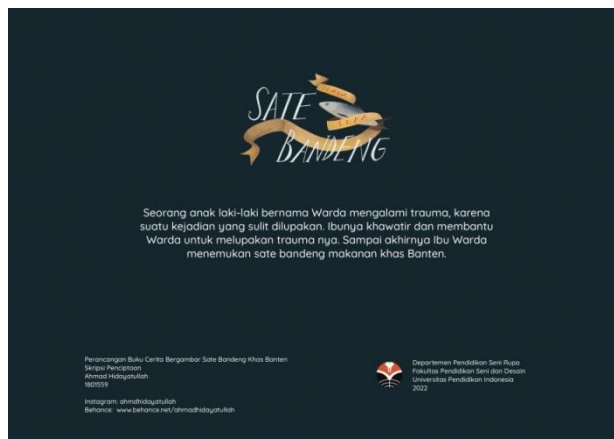 SATE
LUKA
BANDENG
Seorang anak laki-laki bernama Warda mengalami trauma, karena
suatu kejadian yang sulit dilupakan. Ibunya khawatir dan membantu
Warda untuk melupakan trauma nya. Sampai akhirnya Ibu Warda
menemukan sate bandeng makanan khas Banten.
Perancangan Buku Cerita Bergambar Sate Bandeng Khas Banten
Skripsi Penciptaan
Ahmad Hidayatullah
1801559
Instagram: ahmdhidayatullah
Behance: www.behance.net/ahmadhidayatullah
Departemen Pendidikan Seni Rupa
Fakultas Pendidikan Seni dan Desain
Universitas Pendidikan Indonesia
2022